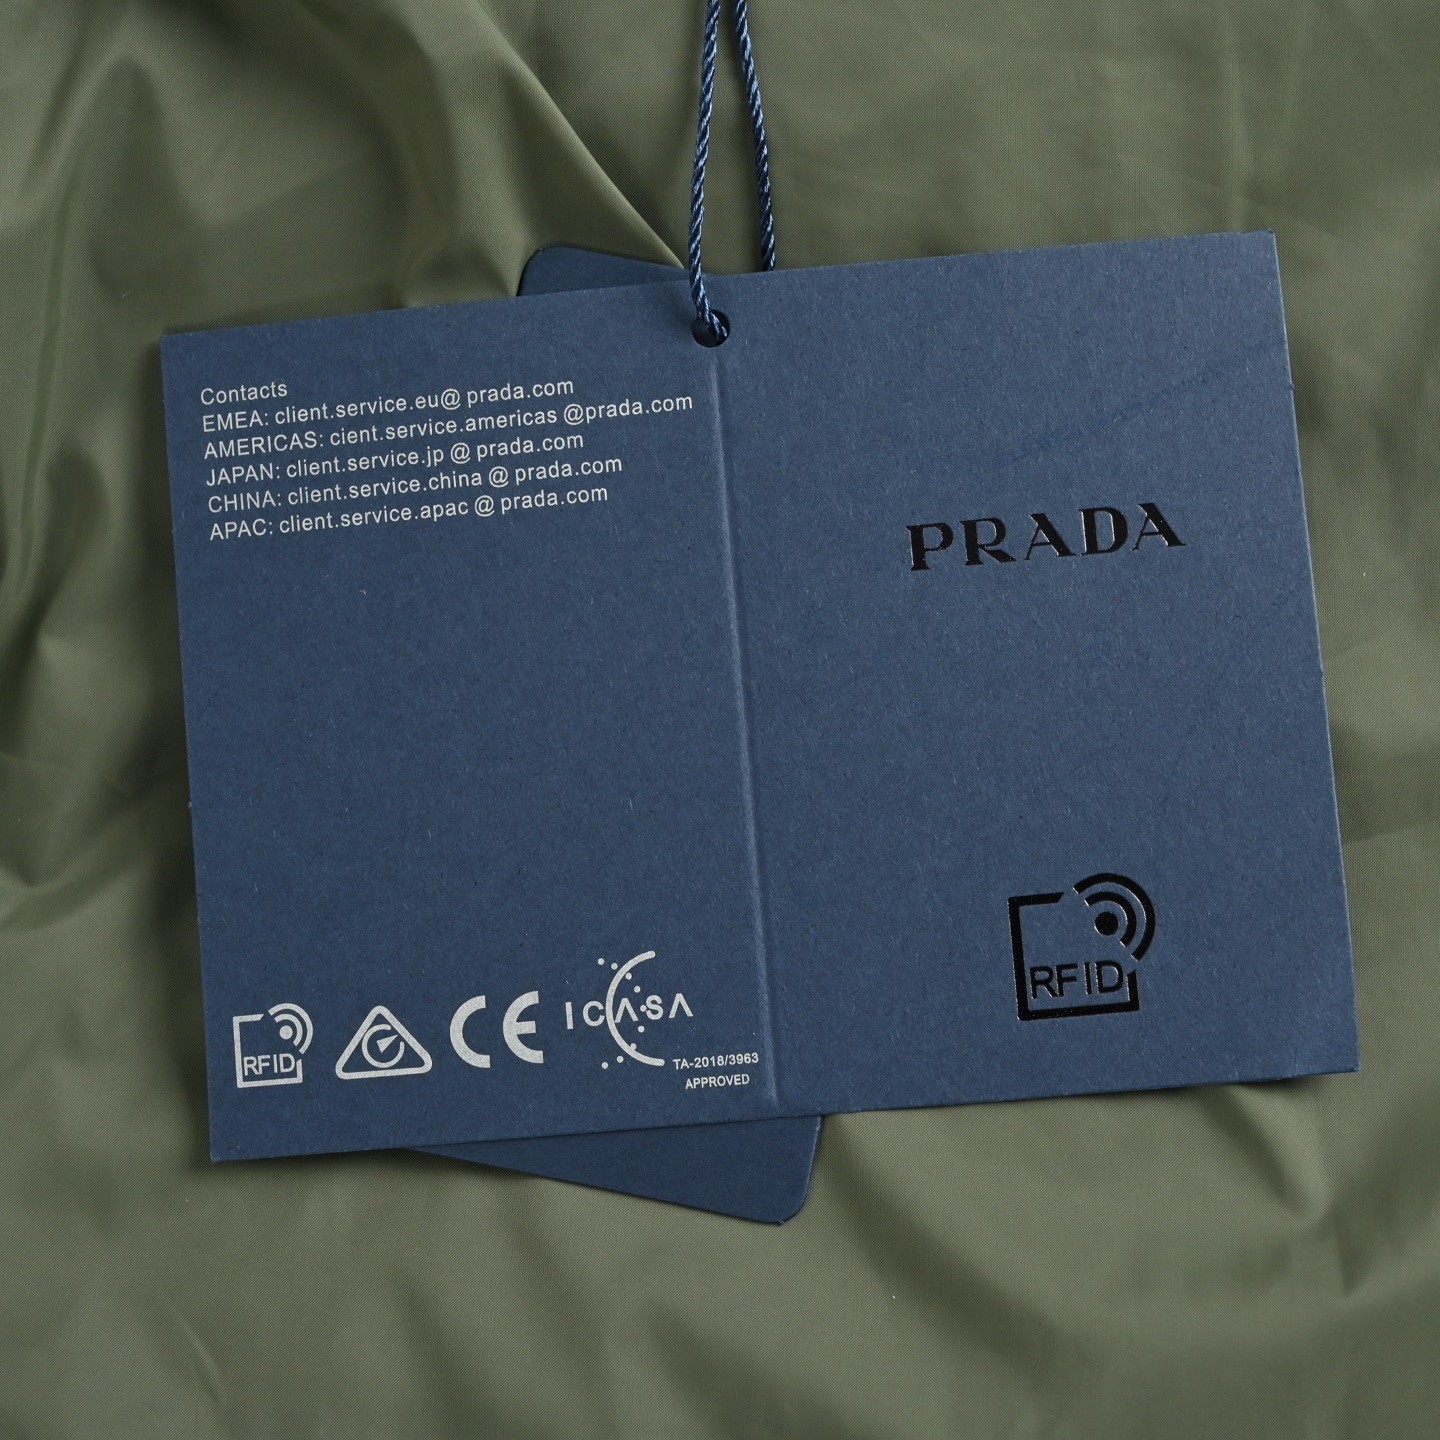 Contacts
EMEA: client.service.eu@ prada.com
AMERICAS: cient.service.americas @prada.com
JAPAN: client.service.jp @ prada.com
CHINA: client.service.china @ prada.com
APAC: client.service.apac @ prada.com
PRADA
RFID
RFID
CE
ICASA
TA-2018/3963
APPROVED